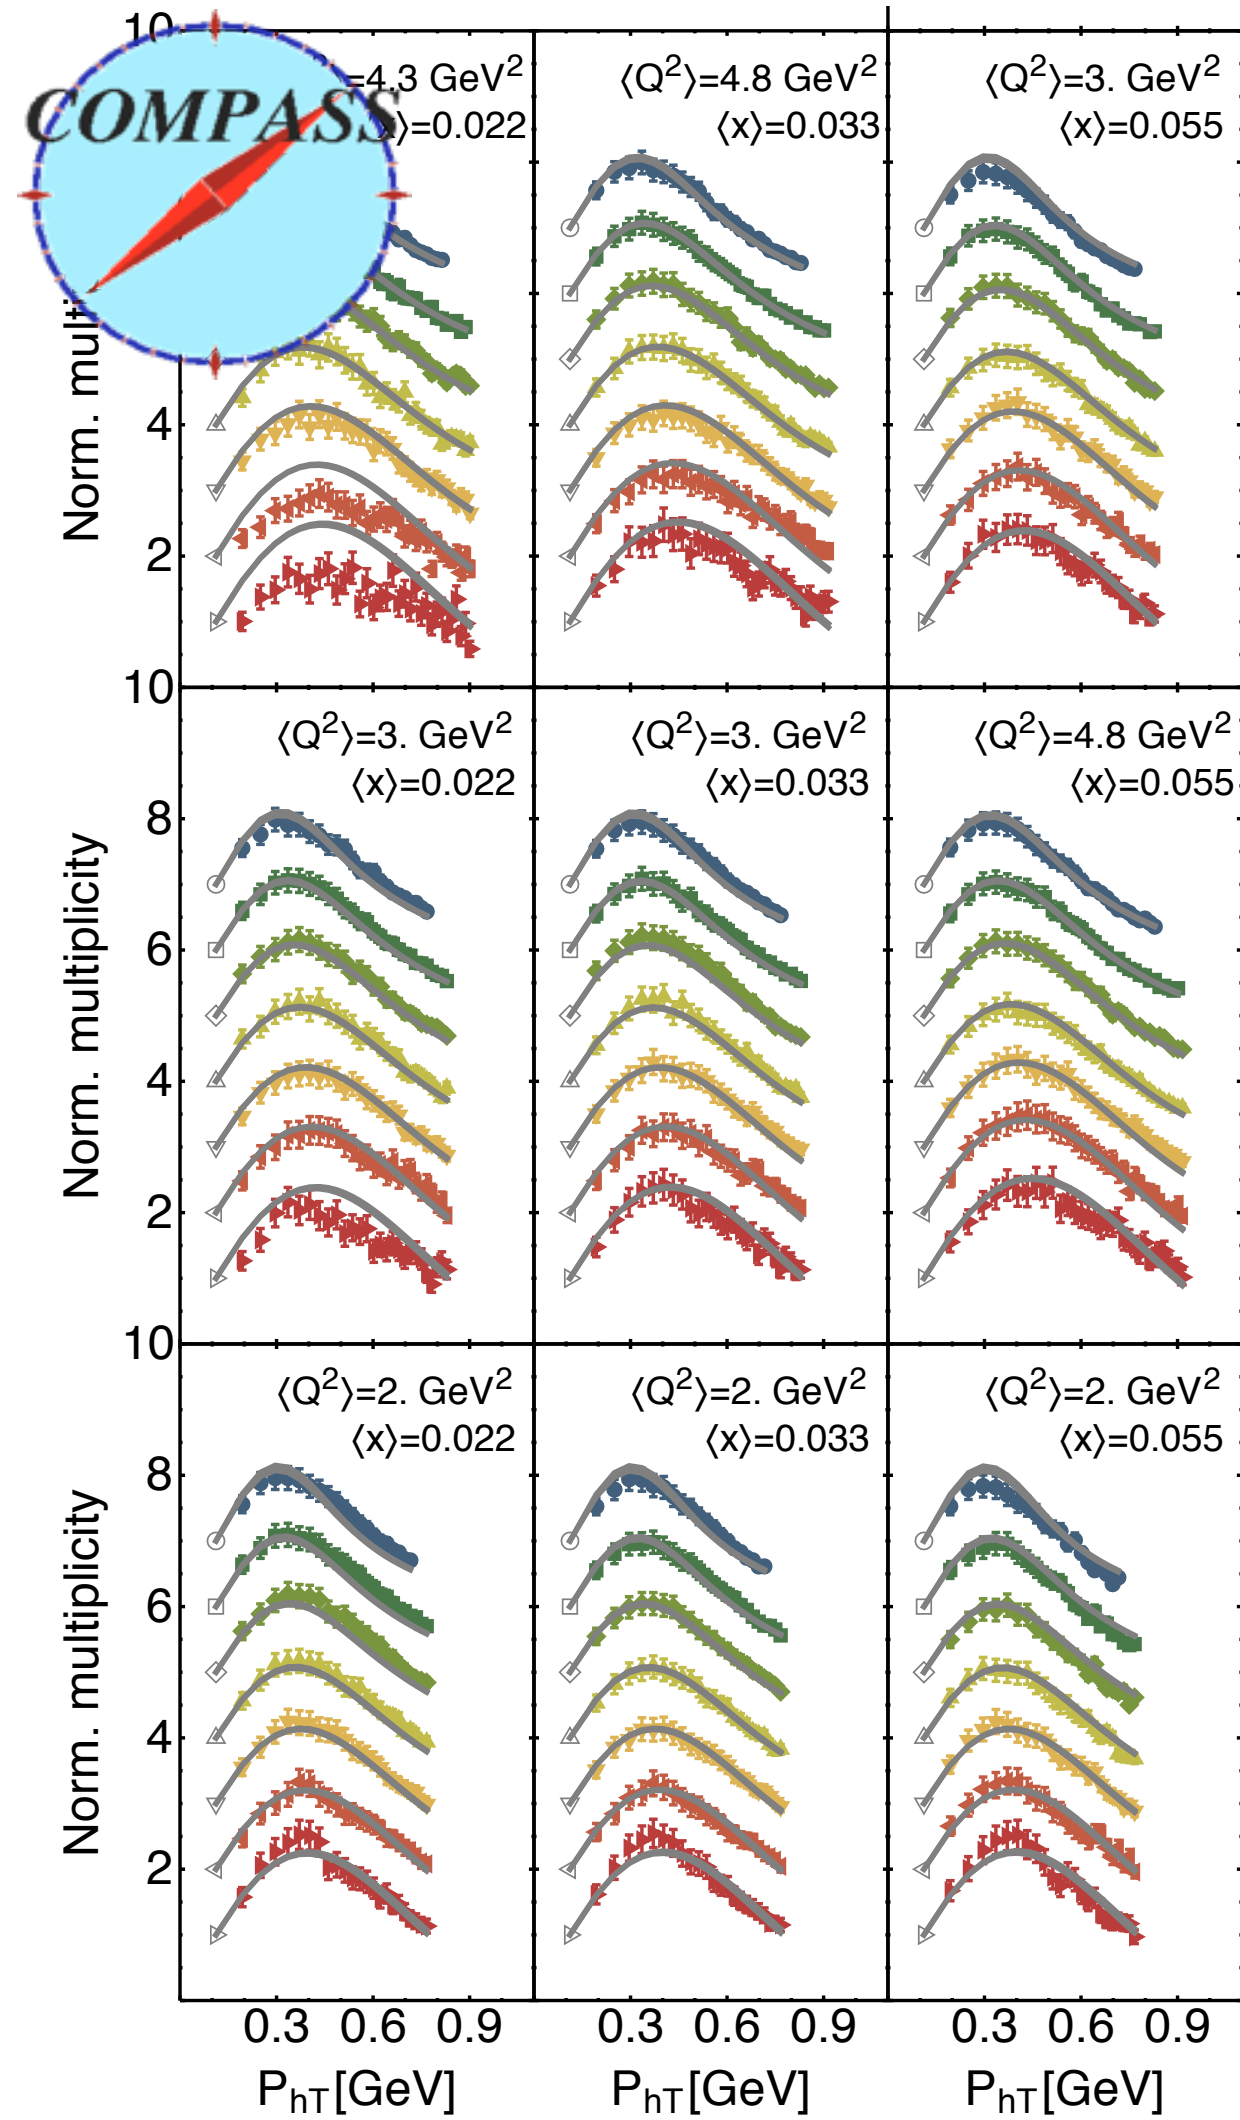 10
COMPASS
=4.3 GeV²
⟩=0.022
⟨Q²⟩=4.8 GeV²
⟨x⟩=0.033
⟨Q²⟩=3. GeV²
⟨x⟩=0.055
Norm. multi
4
2
10
⟨Q²⟩=3. GeV²
⟨x⟩=0.022
⟨Q²⟩=3. GeV²
⟨x⟩=0.033
⟨Q²⟩=4.8 GeV²
⟨x⟩=0.055
Norm. multiplicity
8
6
4
2
10
⟨Q²⟩=2. GeV²
⟨x⟩=0.022
⟨Q²⟩=2. GeV²
⟨x⟩=0.033
⟨Q²⟩=2. GeV²
⟨x⟩=0.055
Norm. multiplicity
8
6
4
2
0.3 0.6 0.9 0.3 0.6 0.9 0.3 0.6 0.9
PhT[GeV] PhT[GeV] PhT[GeV]